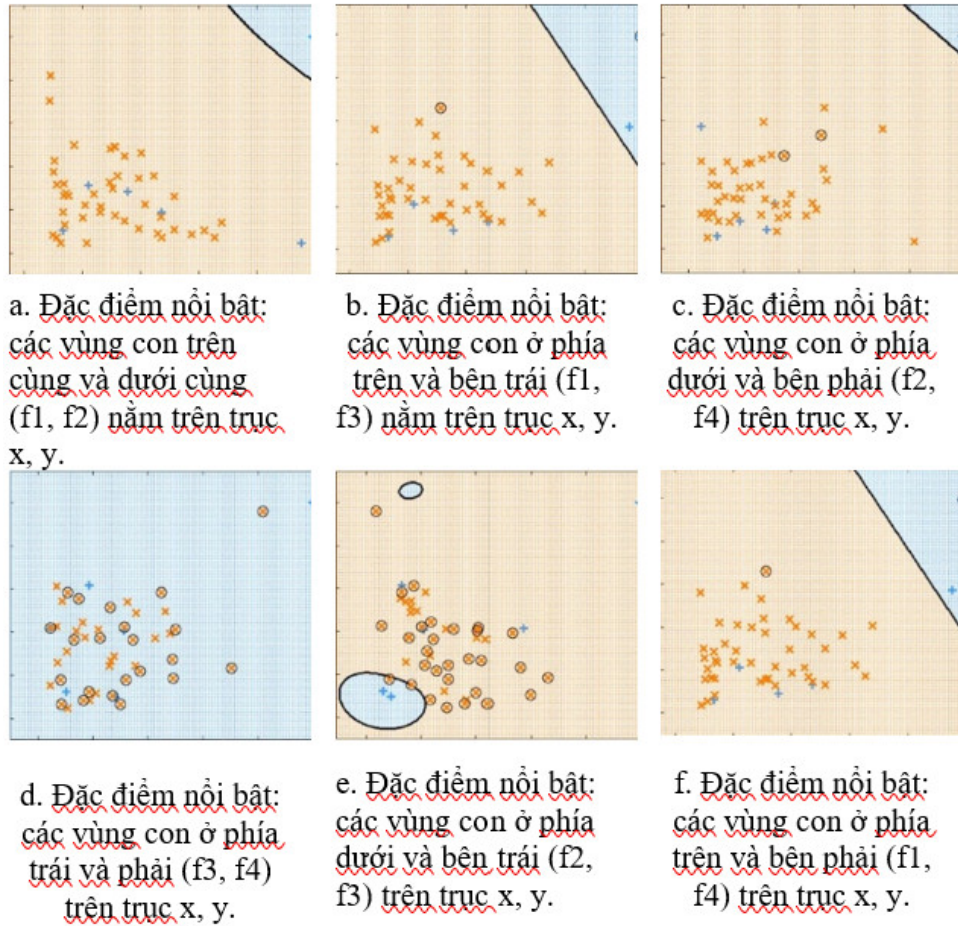 a. Đặc điểm nổi bật:
các vùng con trên
cùng và dưới cùng
(f1, f2) nằm trên trục
x, y.
b. Đặc điểm nổi bật:
các vùng con ở phía
trên và bên trái (f1,
f3) nằm trên trục x, y.
c. Đặc điểm nổi bật:
các vùng con ở phía
dưới và bên phải (f2,
f4) trên trục x, y.
d. Đặc điểm nổi bật:
các vùng con ở phía
trái và phải (f3, f4)
trên trục x, y.
e. Đặc điểm nổi bật:
các vùng con ở phía
dưới và bên trái (f2,
f3) trên trục x, y.
f. Đặc điểm nổi bật:
các vùng con ở phía
trên và bên phải (f1,
f4) trên trục x, y.